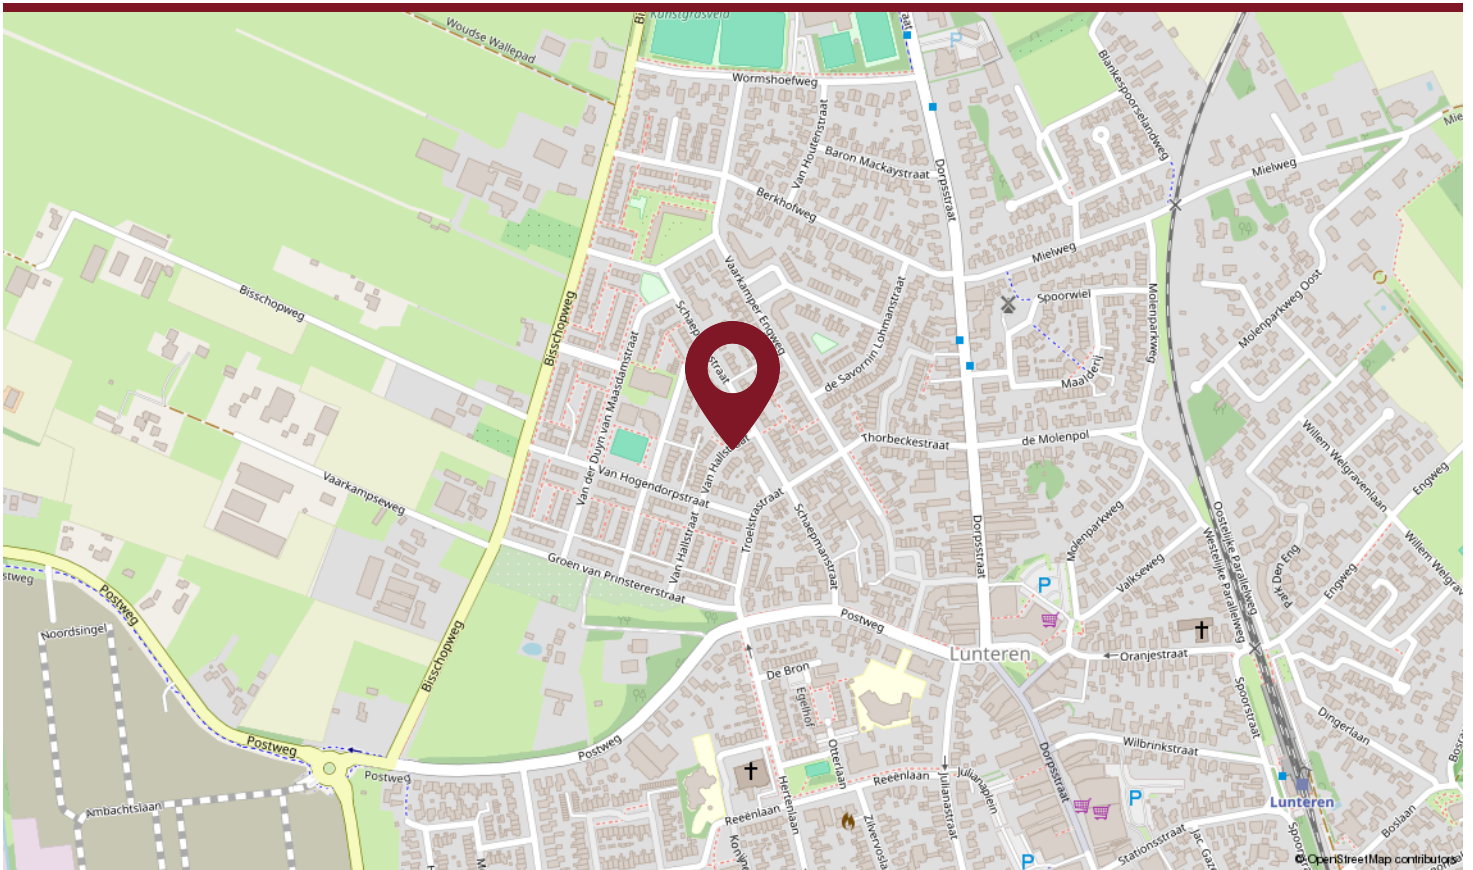 Kunstgrasveld
Woudse Wallepad
Wormshoefweg
Blankespoorselandweg
Van Houtenstraat
Baron Mackaystraat
Dorpsstraat
Mielweg
Berkhofweg
Mielweg
Vaarkamper Engweg
Bisschopweg
Bisschopweg
Spoorwiel
Molenparkweg
Molenparkweg Oost
de Savornin Lohmanstraat
Maalderij
Van der Duyn van Maasdamstraat
Thorbeckestraat
de Molenpol
Willem Welgravenlaan
Engweg
Van Hallstraat
Van Hogendorpstraat
Vaarkampseweg
Troelstrastraat
Schaepmanstraat
Dorpsstraat
Molenparkweg
Oostelijke Parallelweg
Westelijke Parallelweg
Van Hallstraat
Groen van Prinstererstraat
Valkseweg
Park Den Eng
Engweg
Postweg
Noordsingel
Postweg
Bisschopweg
Lunteren
Oranjestraat
De Bron
Egelhof
Spoorstraat
Dingerlaan
Postweg
Postweg
Postweg
Otterlaan
Dorpsstraat
Wilbrinkstraat
Reeënlaan
Julianaplein
Julianastraat
Hertenlaan
Ambachtslaan
Reeënlaan
Lunteren
Boslaan
Stationsstraat
© OpenStreetMap contributors